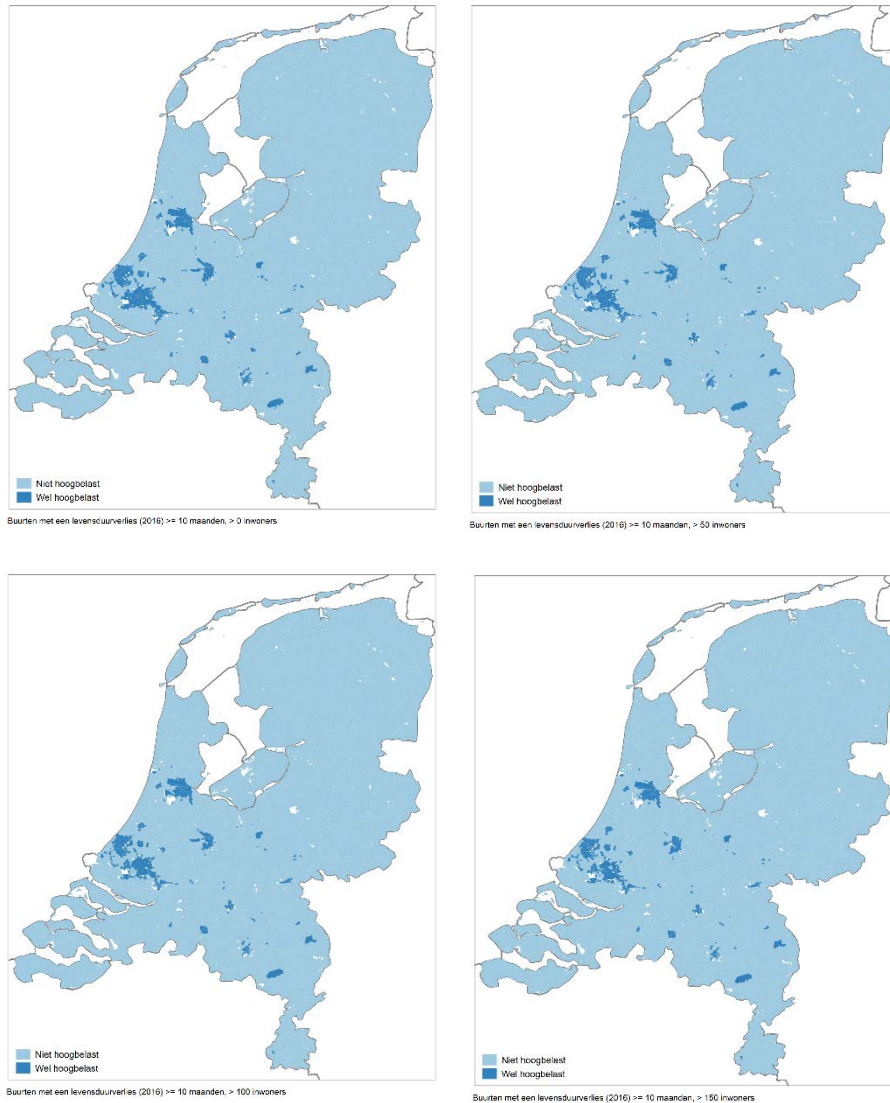 Niet hoogbelast
Wel hoogbelast
Buurten met een levensduurverlies (2016) >= 10 maanden, > 0 inwoners
Niet hoogbelast
Wel hoogbelast
Buurten met een levensduurverlies (2016) >= 10 maanden, > 50 inwoners
Niet hoogbelast
Wel hoogbelast
Buurten met een levensduurverlies (2016) >= 10 maanden, > 100 inwoners
Niet hoogbelast
Wel hoogbelast
Buurten met een levensduurverlies (2016) >= 10 maanden, > 150 inwoners